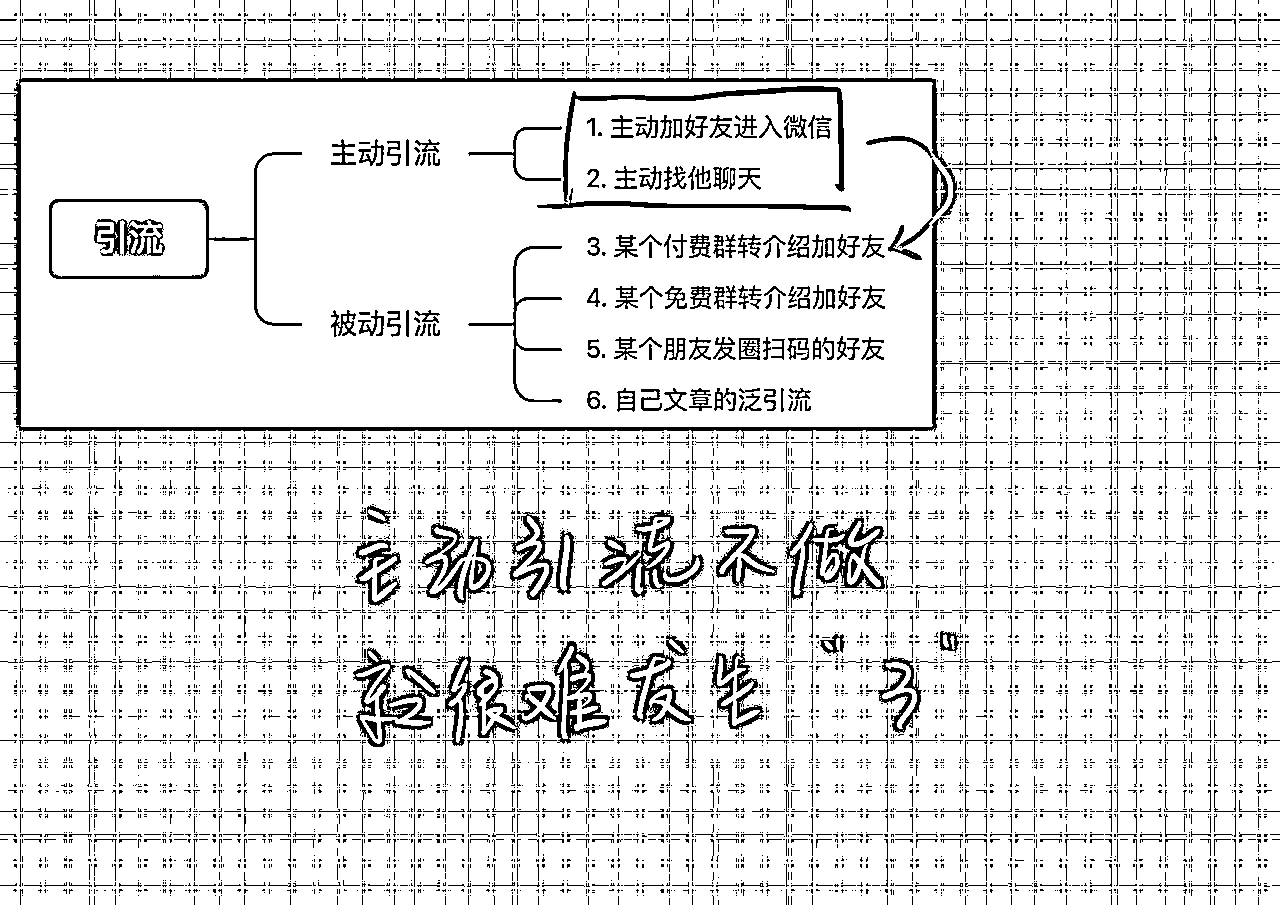 引流
主动引流
1. 主动加好友进入微信
2. 主动找他聊天
被动引流
3. 某个付费群转介绍加好友
4. 某个免费群转介绍加好友
5. 某个朋友发圈扫码的好友
6. 自己文章的泛引流
主动引流不做
就很难发生“3”